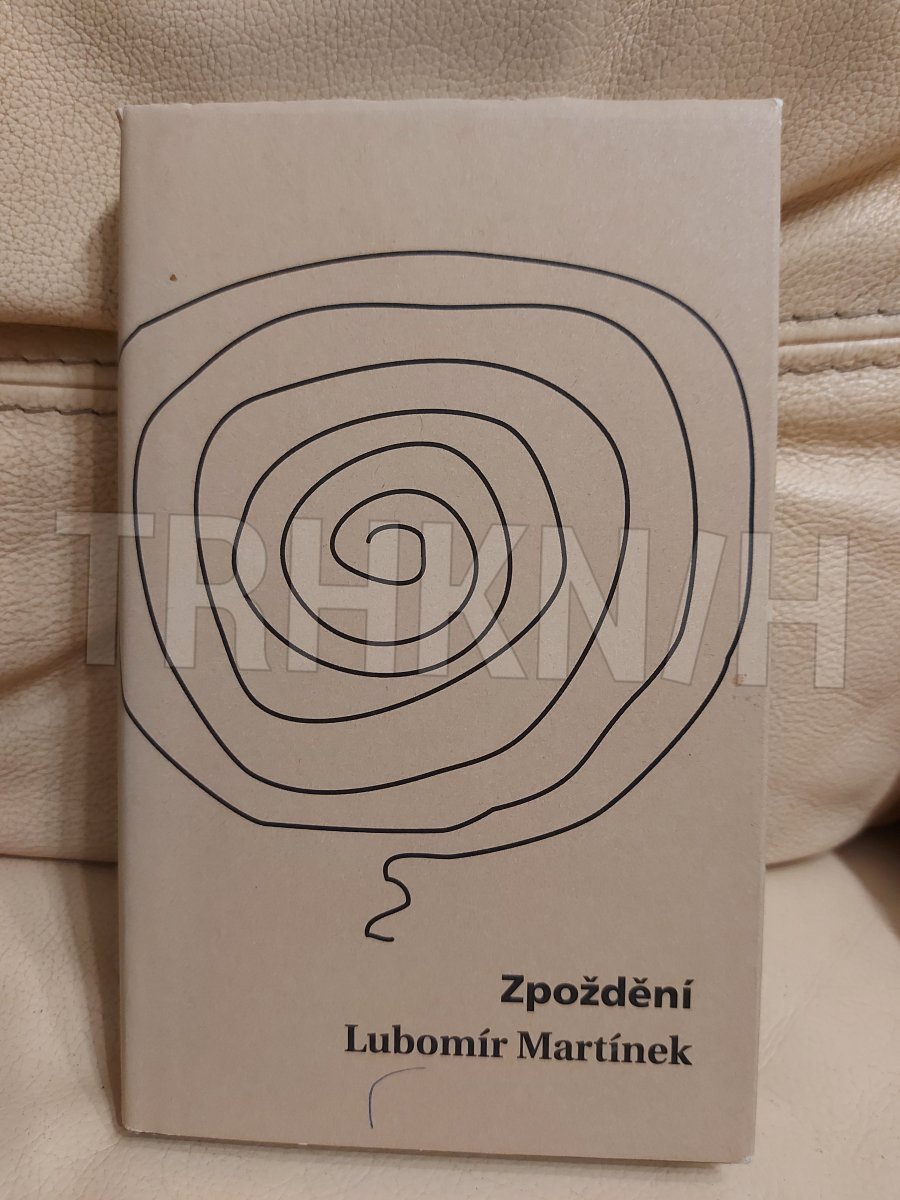 TRHKNIH
Zpoždění
Lubomír Martínek